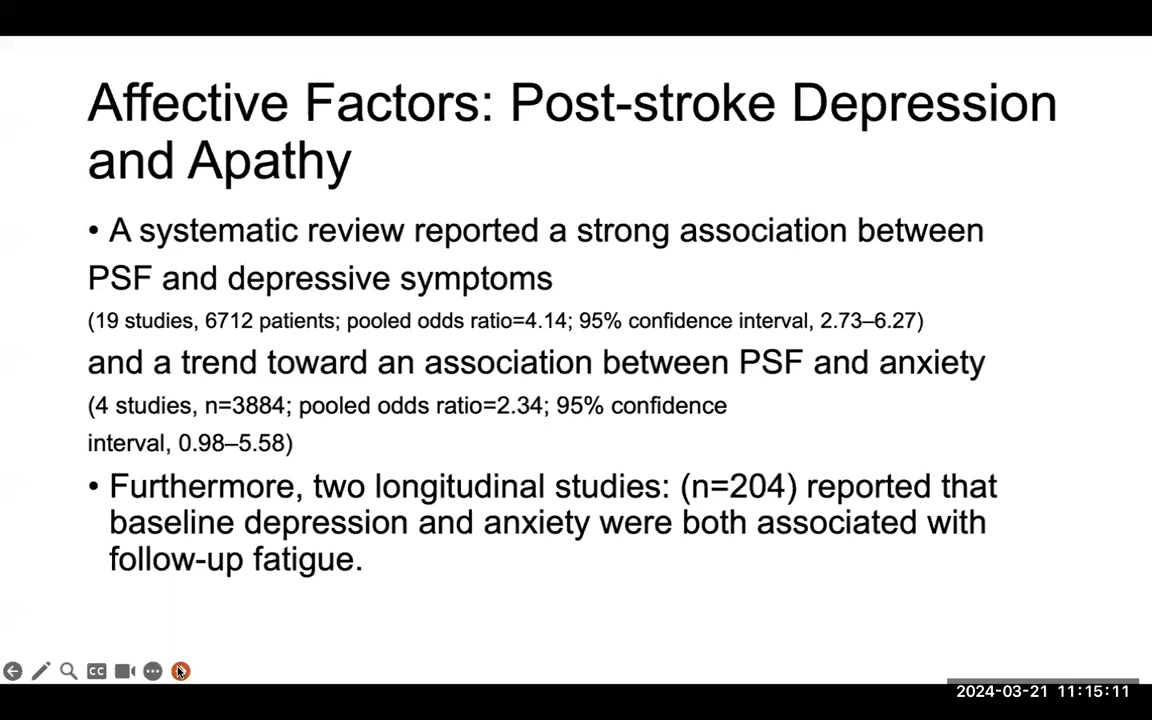 Affective Factors: Post-stroke Depression
and Apathy
• A systematic review reported a strong association between
PSF and depressive symptoms
(19 studies, 6712 patients; pooled odds ratio=4.14; 95% confidence interval, 2.73–6.27)
and a trend toward an association between PSF and anxiety
(4 studies, n=3884; pooled odds ratio=2.34; 95% confidence
interval, 0.98–5.58)
• Furthermore, two longitudinal studies: (n=204) reported that
baseline depression and anxiety were both associated with
follow-up fatigue.
CC
2024-03-21 11:15:11